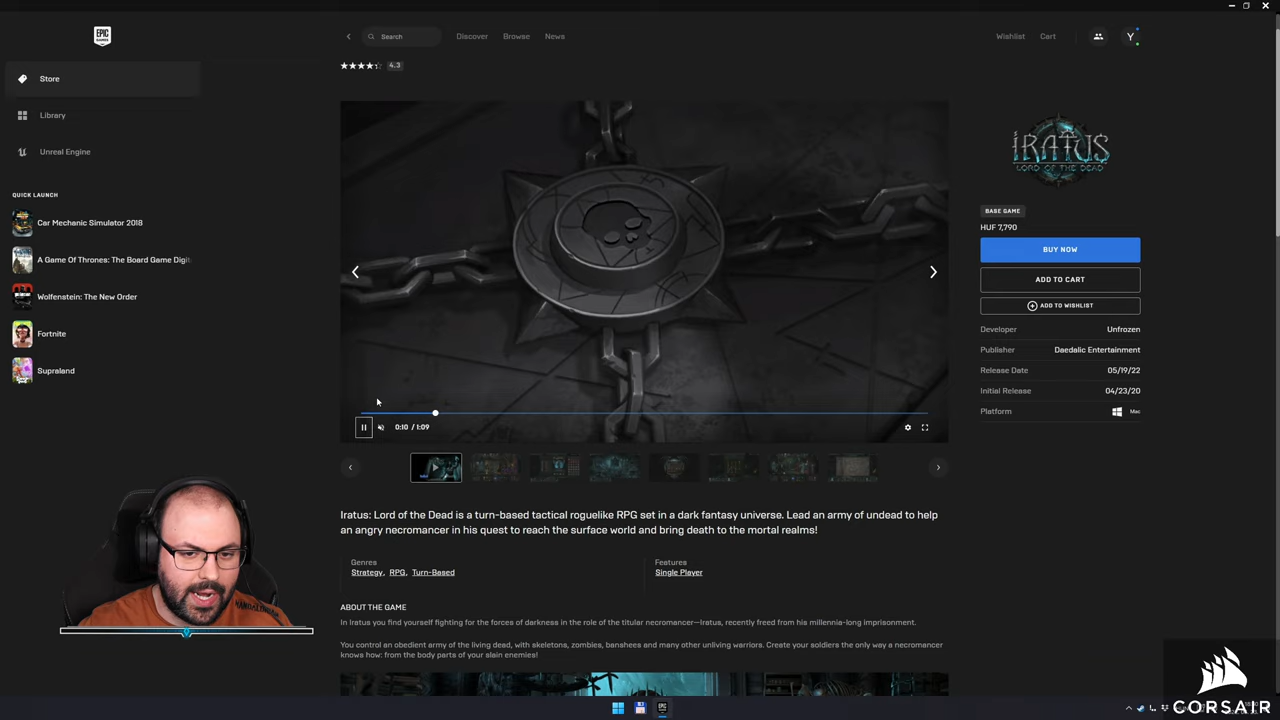 EPIC
GAMES
Search
Discover
Browse
News
Wishlist
Cart
Y
Store
Library
Unreal Engine
QUICK LAUNCH
Car Mechanic Simulator 2018
A Game Of Thrones: The Board Game Digit
Wolfenstein: The New Order
Fortnite
Supraland
4.3
0:10 / 1:09
IRATUS
LORD OF THE DEAD
BASE GAME
HUF 7,790
BUY NOW
ADD TO CART
ADD TO WISHLIST
Developer Unfrozen
Publisher Daedalic Entertainment
Release Date 05/19/22
Initial Release 04/23/20
Platform Mac
Iratus: Lord of the Dead is a turn-based tactical roguelike RPG set in a dark fantasy universe. Lead an army of undead to help
an angry necromancer in his quest to reach the surface world and bring death to the mortal realms!
Genres
Strategy, RPG, Turn-Based
Features
Single Player
ABOUT THE GAME
In Iratus you find yourself fighting for the forces of darkness in the role of the titular necromancer—Iratus, recently freed from his millennia-long imprisonment.
You control an obedient army of the living dead, with skeletons, zombies, banshees and many other unliving warriors. Create your soldiers the only way a necromancer
knows how: from the body parts of your alain enemies!
CORSAIR